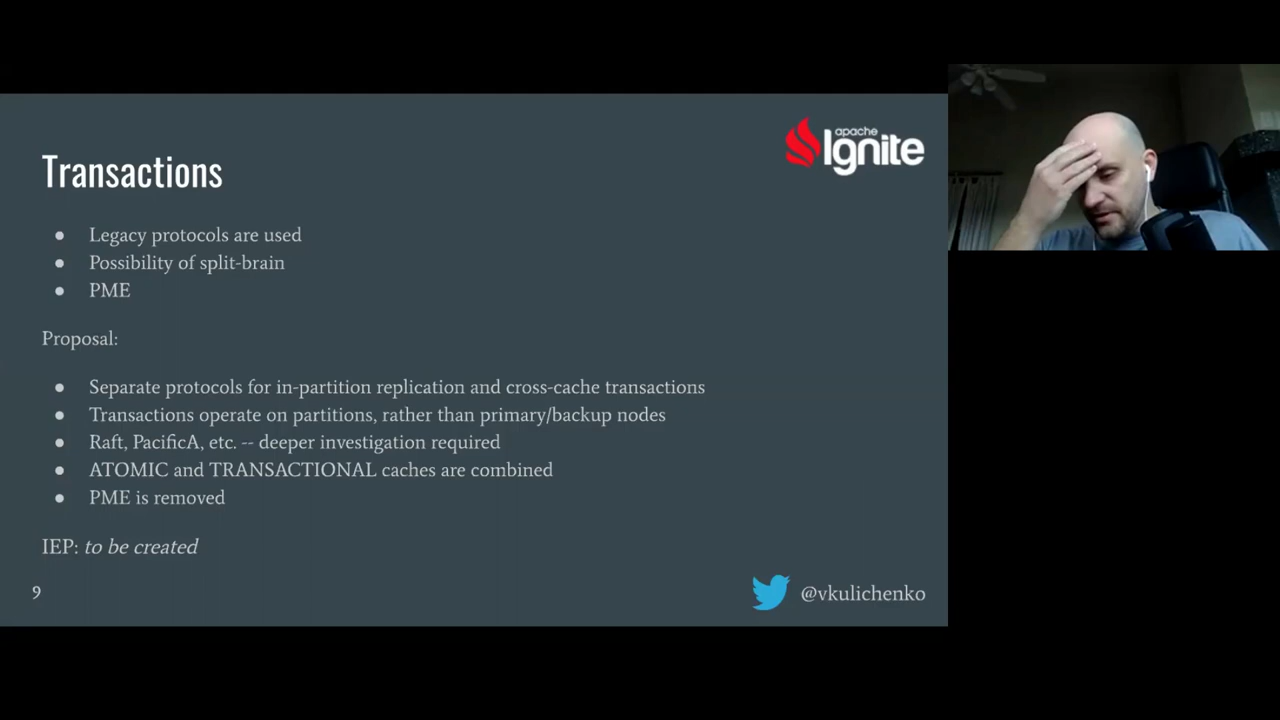 apache
Ignite
Transactions
● Legacy protocols are used
● Possibility of split-brain
● PME
Proposal:
● Separate protocols for in-partition replication and cross-cache transactions
● Transactions operate on partitions, rather than primary/backup nodes
● Raft, PacificA, etc. -- deeper investigation required
● ATOMIC and TRANSACTIONAL caches are combined
● PME is removed
IEP: to be created
9
@vkulichenko